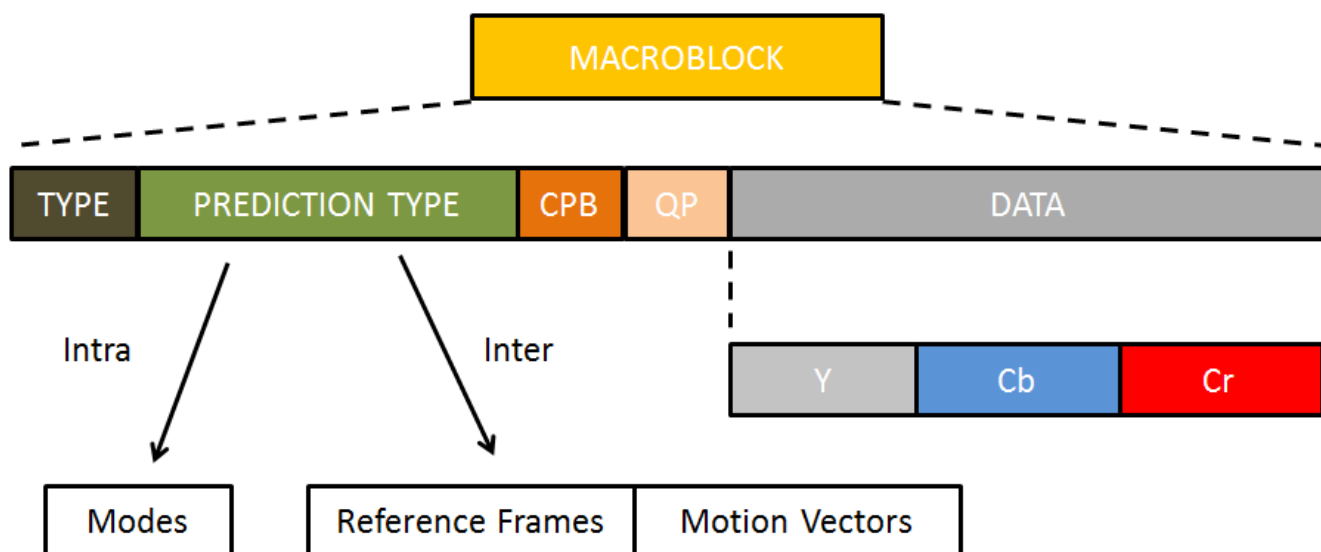 MACROBLOCK
TYPE PREDICTION TYPE CPB QP DATA
Intra Inter
Y Cb Cr
Modes Reference Frames Motion Vectors